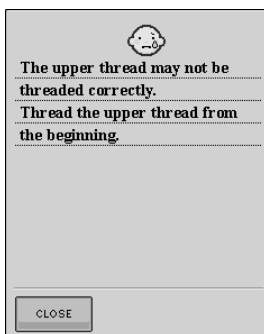 The upper thread may not be
threaded correctly.
Thread the upper thread from
the beginning.
CLOSE